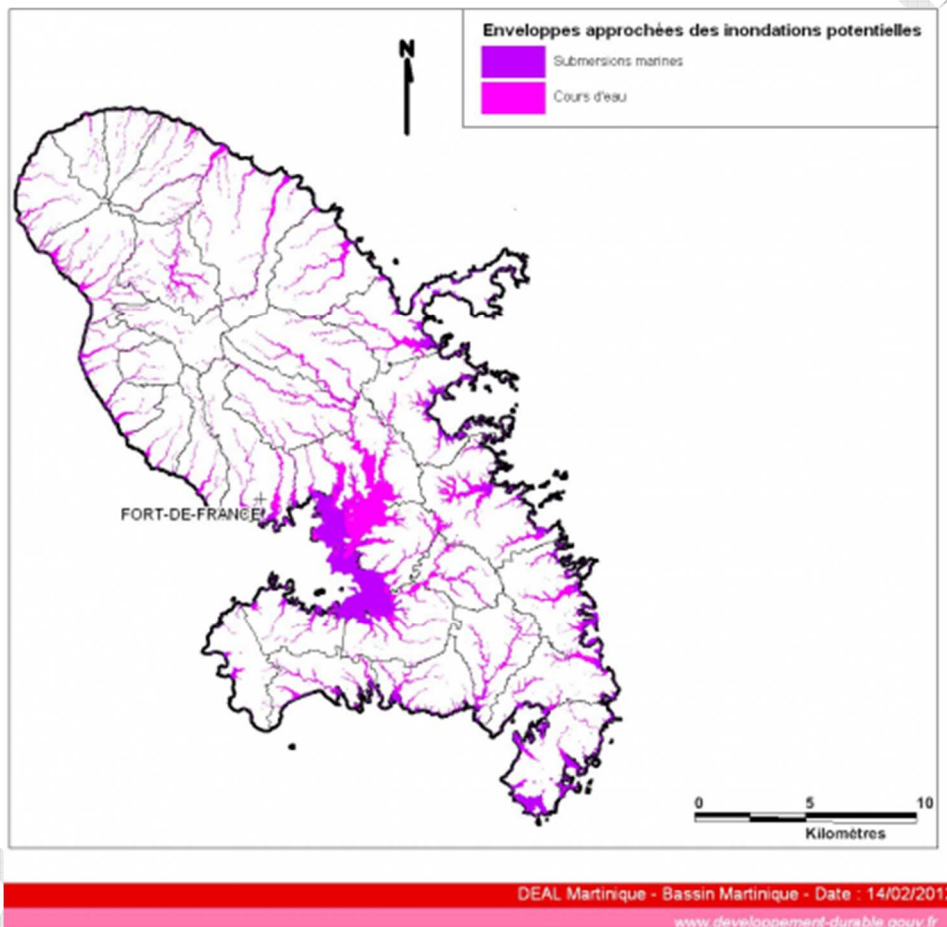 Enveloppes approchées des inondations potentielles
Submersions marines
Cours d'eau
N
FORT-DE-FRANCE
0 5 10
Kilométres
DEAL Martinique - Bassin Martinique - Date : 14/02/201
www.developpement-durable.gouv.fr